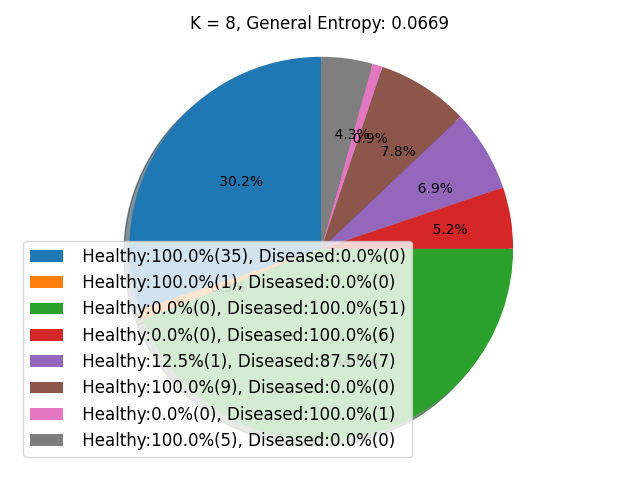 K = 8, General Entropy: 0.0669
4.3%
0.9%
7.8%
30.2%
6.9%
5.2%
Healthy:100.0%(35), Diseased:0.0%(0)
Healthy:100.0%(1), Diseased:0.0%(0)
Healthy:0.0%(0), Diseased:100.0%(51)
Healthy:0.0%(0), Diseased:100.0%(6)
Healthy:12.5%(1), Diseased:87.5%(7)
Healthy:100.0%(9), Diseased:0.0%(0)
Healthy:0.0%(0), Diseased:100.0%(1)
Healthy:100.0%(5), Diseased:0.0%(0)